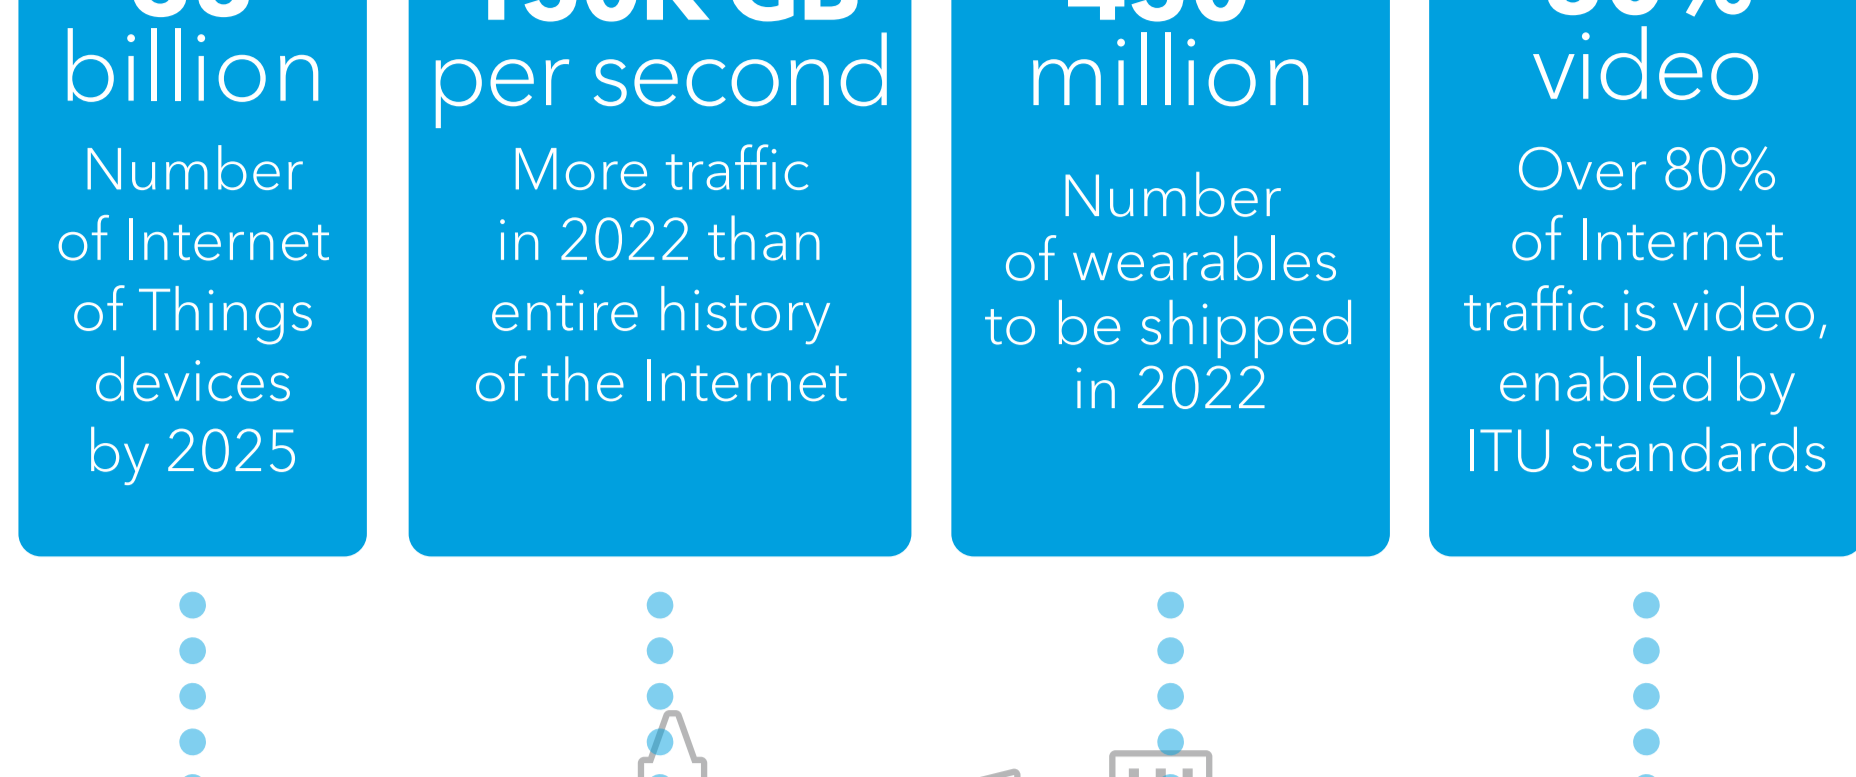 billion
Number
of Internet
of Things
devices
by 2025
GB
per second
More traffic
in 2022 than
entire history
of the Internet
million
Number
of wearables
to be shipped
in 2022
80%
video
Over 80%
of Internet
traffic is video,
enabled by
ITU standards